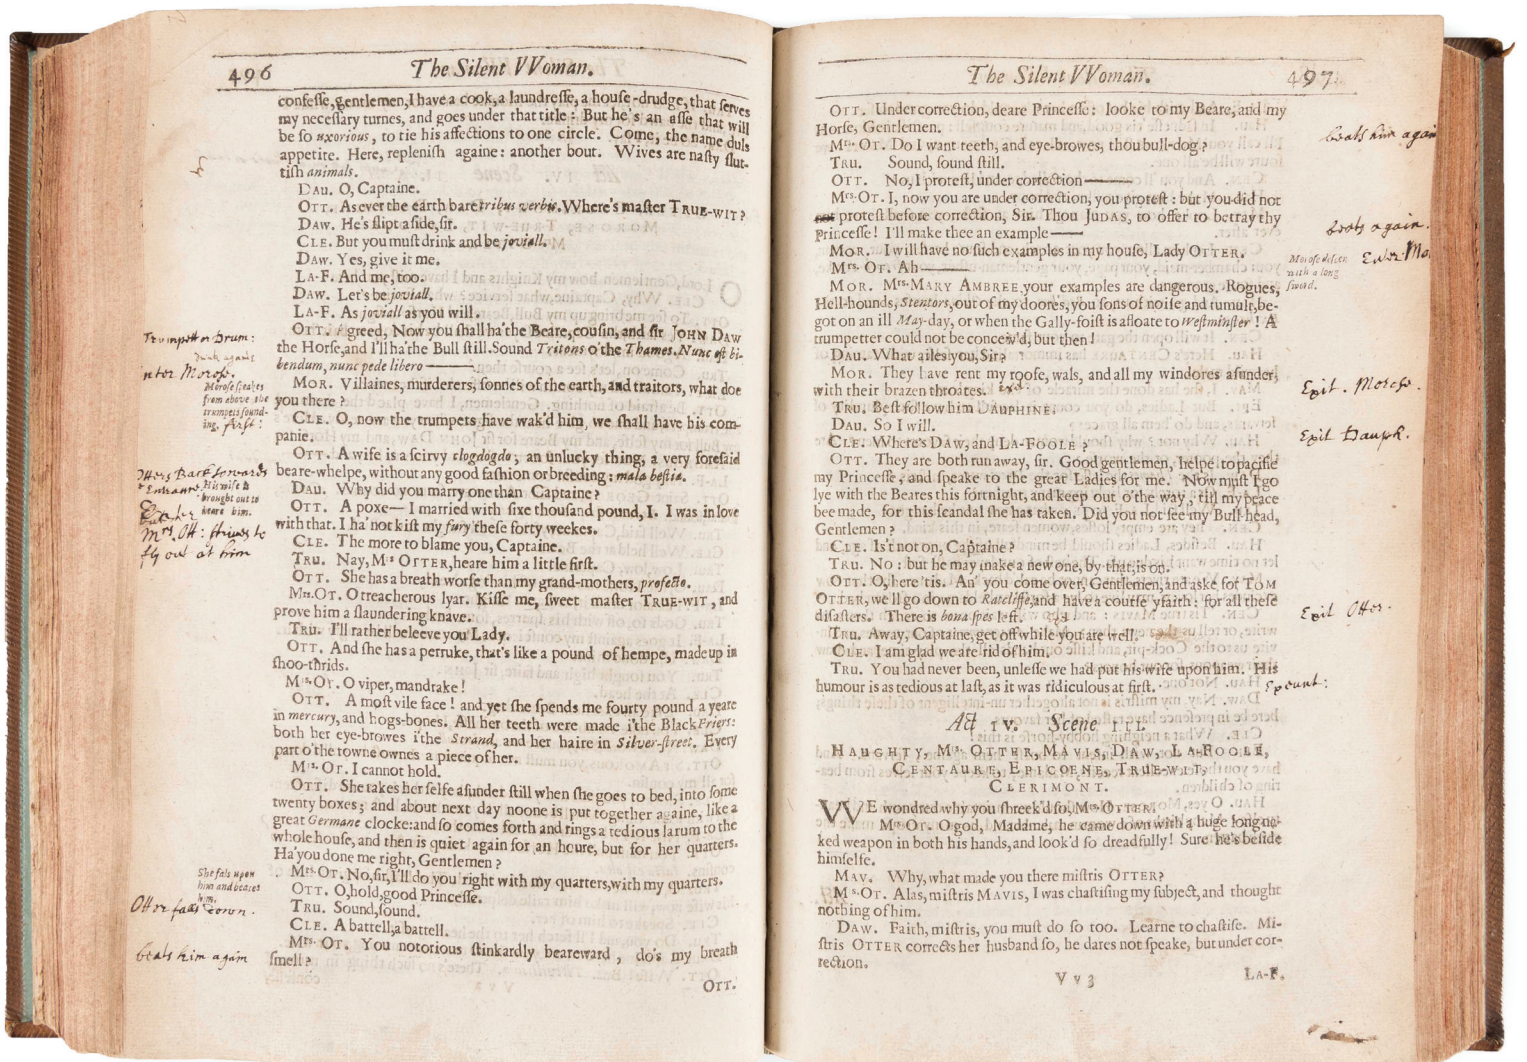 496
The Silent VVoman.
confesse, gentlemen, I have a cook, a laundresse, a house-drudge, that serves
my necessary turnes, and goes under that title: But he's an asse that will
be so uxorious, to tie his affections to one circle. Come, the name duls
appetite. Here, replenish againe: another bout. Wives are nasty slut-
tish animals.
DAU. O, Captaine.
OTT. As ever the earth bare tribus verbis. Where's master TRUE-WIT?
DAW. He's slipt aside, sir.
CLE. But you must drink and be joviall.
DAW. Yes, give it me.
LA-F. And me, too.
DAW. Let's be joviall.
LA-F. As joviall as you will.
OTT. Agreed, Now you shall ha'the Beare, cousin, and sir JOHN DAW
the Horse, and I'll ha'the Bull still. Sound Tritons o'the Thames. Nunc est bi-
bendum, nunc pede libero———
MOR. Villaines, murderers, sonnes of the earth, and traitors, what doe
you there?
CLE. O, now the trumpets have wak'd him, we shall have his com-
panie.
OTT. A wife is a scirvy clogdogdo; an unlucky thing, a very foresaid
beare-whelpe, without any good fashion or breeding: mala bestia.
DAU. Why did you marry one than Captaine?
OTT. A poxe— I married with sixe thousand pound, I. I was in love
with that. I ha'not kist my fury these forty weekes.
CLE. The more to blame you, Captaine.
TRU. Nay, Mrs OTTER, heare him a little first.
OTT. She has a breath worse than my grand-mothers, profecto.
Mrs. OT. O treacherous lyar. Kisse me, sweet master TRUE-WIT, and
prove him a slaundering knave.
TRU. I'll rather beleeve you Lady.
OTT. And she has a perruke, that's like a pound of hempe, made up in
shoo-thrids.
Mrs. OT. O viper, mandrake!
OTT. A most vile face! and yet she spends me fourty pound a yeare
in mercury, and hogs-bones. All her teeth were made i'the Black Friers:
both her eye-browes i'the Strand, and her haire in Silver-street. Every
part o'the towne ownes a piece of her.
Mrs. OT. I cannot hold.
OTT. She takes her selfe asunder still when she goes to bed, into some
twenty boxes; and about next day noone is put together againe, like a
great Germane clocke: and so comes forth and rings a tedious larum to the
whole house, and then is quiet again for an houre, but for her quarters.
Ha'you done me right, Gentlemen?
Mrs. OT. No, sir, I'll do you right with my quarters, with my quarters.
OTT. O, hold, good Princesse.
TRU. Sound, sound.
CLE. A battell, a battell.
Mrs. OT. You notorious stinkardly beareward, do's my breath
smell?
OTT.
Trumpetts Drum:
nter Morose.
Morose speakes
from above the
trumpets sound-
ing. first:
Otters Back towards
Entrance
His wife is
brought out to
heare him.
Mrs Ott: strives to
fly out at him
She fals upon
him and beates
him.
Otter falls down.
beats him again
The Silent VVoman.
497
OTT. Under correction, deare Princesse: looke to my Beare, and my
Horse, Gentlemen.
Mrs. OT. Do I want teeth, and eye-browes, thou bull-dog?
TRU. Sound, sound still.
OTT. No, I protest, under correction———
Mrs. OT. I, now you are under correction, you protest: but you did not
protest before correction, Sir. Thou JUDAS, to offer to betray thy
Princesse! I'll make thee an example——
MOR. I will have no such examples in my house, Lady OTTER.
Mrs. OT. Ah———
MOR. Mrs. MARY AMBREE, your examples are dangerous. Rogues,
Hell-hounds, Stentors, out of my doores, you sons of noise and tumult, be-
got on an ill May-day, or when the Gally-foist is afloate to Westminster! A
trumpetter could not be conceiv'd, but then!
DAU. What ailes you, Sir?
MOR. They have rent my roofe, wals, and all my windores asunder,
with their brazen throates. Exit.
TRU. Best follow him DAUPHINE.
DAU. So I will.
CLE. Where's DAW, and LA-FOOLE?
OTT. They are both run away, sir. Good gentlemen, helpe to pacifie
my Princesse, and speake to the great Ladies for me. Now must I go
lye with the Beares this fortnight, and keep out o'the way, till my peace
bee made, for this scandal she has taken. Did you not see my Bull-head,
Gentlemen?
CLE. Is't not on, Captaine?
TRU. No: but he may make a new one, by that, is on.
OTT. O, here 'tis. An' you come over, Gentlemen, and aske for TOM
OTTER, we'll go down to Ratcliffe, and have a course yfaith: for all these
disasters. There is bona spes left.
TRU. Away, Captaine, get off while you are well.
CLE. I am glad we are rid of him.
TRU. You had never been, unlesse we had put his wife upon him. His
humour is as tedious at last, as it was ridiculous at first.
Act IV. Scene III.
HAUGHTY, Mrs. OTTER, MAVIS, DAW, LA-FOOLE,
CENTAURE, EPICOENE, TRUE-WIT,
CLERIMONT.
WE wondred why you shreek'd so, Mrs. OTTER.
Mrs. OT. O god, Madame, he came down with a huge long na-
ked weapon in both his hands, and look'd so dreadfully! Sure he's beside
himselfe.
MAV. Why, what made you there mistris OTTER?
Mrs. OT. Alas, mistris MAVIS, I was chastising my subject, and thought
nothing of him.
DAW. Faith, mistris, you must do so too. Learne to chastise. Mi-
stris OTTER corrects her husband so, he dares not speake, but under cor-
rection.
V v 3
LA-F.
beats him again
beats again.
Morose descen
with a long
sword.
Enter. Mo
Exit. Morose.
Exit Dauph.
Exit Otter.
Exeunt: